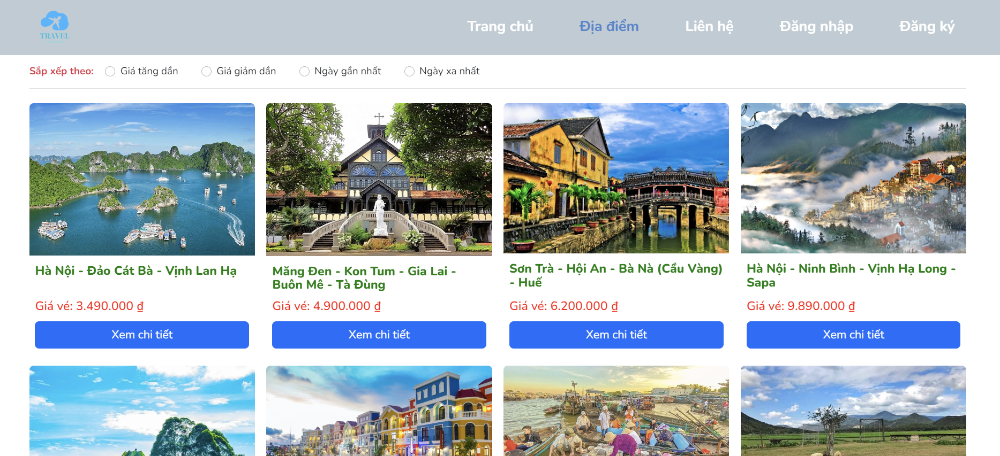 TRAVEL
Trang chủ
Địa điểm
Liên hệ
Đăng nhập
Đăng ký
Sắp xếp theo:
Giá tăng dần
Giá giảm dần
Ngày gần nhất
Ngày xa nhất
Hà Nội - Đảo Cát Bà - Vịnh Lan Hạ
Giá vé: 3.490.000 ₫
Xem chi tiết
Măng Đen - Kon Tum - Gia Lai -
Buôn Mê - Tà Đùng
Giá vé: 4.900.000 ₫
Xem chi tiết
Sơn Trà - Hội An - Bà Nà (Cầu Vàng)
- Huế
Giá vé: 6.200.000 ₫
Xem chi tiết
Hà Nội - Ninh Bình - Vịnh Hạ Long -
Sapa
Giá vé: 9.890.000 ₫
Xem chi tiết